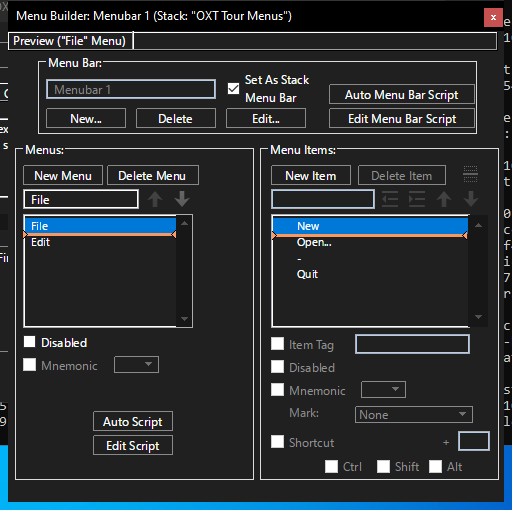 Menu Builder: Menubar 1 (Stack: "OXT Tour Menus")
x
Preview ("File" Menu)
Menu Bar:
Menubar 1
Set As Stack
Menu Bar
Auto Menu Bar Script
New...
Delete
Edit...
Edit Menu Bar Script
Menus:
New Menu
Delete Menu
File
File
Edit
Disabled
Mnemonic
Auto Script
Edit Script
Menu Items:
New Item
Delete Item
New
Open...
-
Quit
Item Tag
Disabled
Mnemonic
Mark:
None
Shortcut
+
Ctrl
Shift
Alt